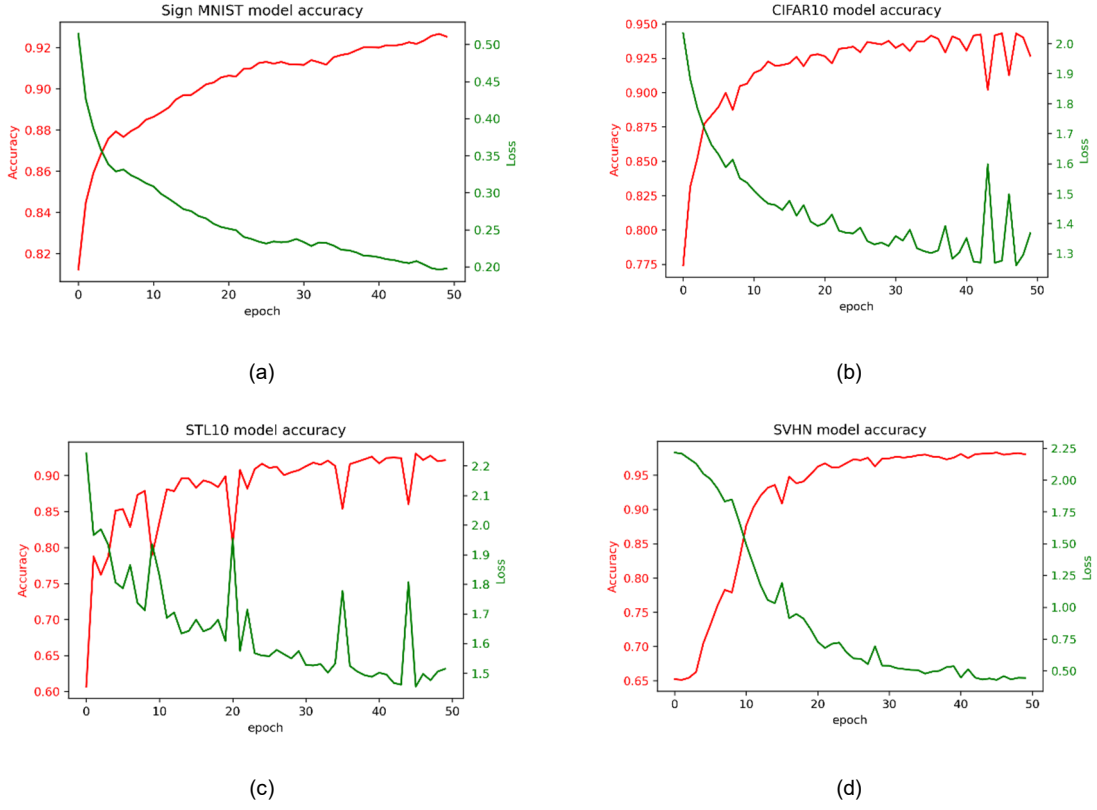 Sign MNIST model accuracy
0.92
0.90
0.88
0.86
0.84
0.82
Accuracy
0.50
0.45
0.40
0.35
0.30
0.25
0.20
Loss
0 10 20 30 40 50
epoch
(a)
CIFAR10 model accuracy
0.950
0.925
0.900
0.875
0.850
0.825
0.800
0.775
Accuracy
2.0
1.9
1.8
1.7
1.6
1.5
1.4
1.3
Loss
0 10 20 30 40 50
epoch
(b)
STL10 model accuracy
0.90
0.85
0.80
0.75
0.70
0.65
0.60
Accuracy
2.2
2.1
2.0
1.9
1.8
1.7
1.6
1.5
Loss
0 10 20 30 40 50
epoch
(c)
SVHN model accuracy
0.95
0.90
0.85
0.80
0.75
0.70
0.65
Accuracy
2.25
2.00
1.75
1.50
1.25
1.00
0.75
0.50
Loss
0 10 20 30 40 50
epoch
(d)